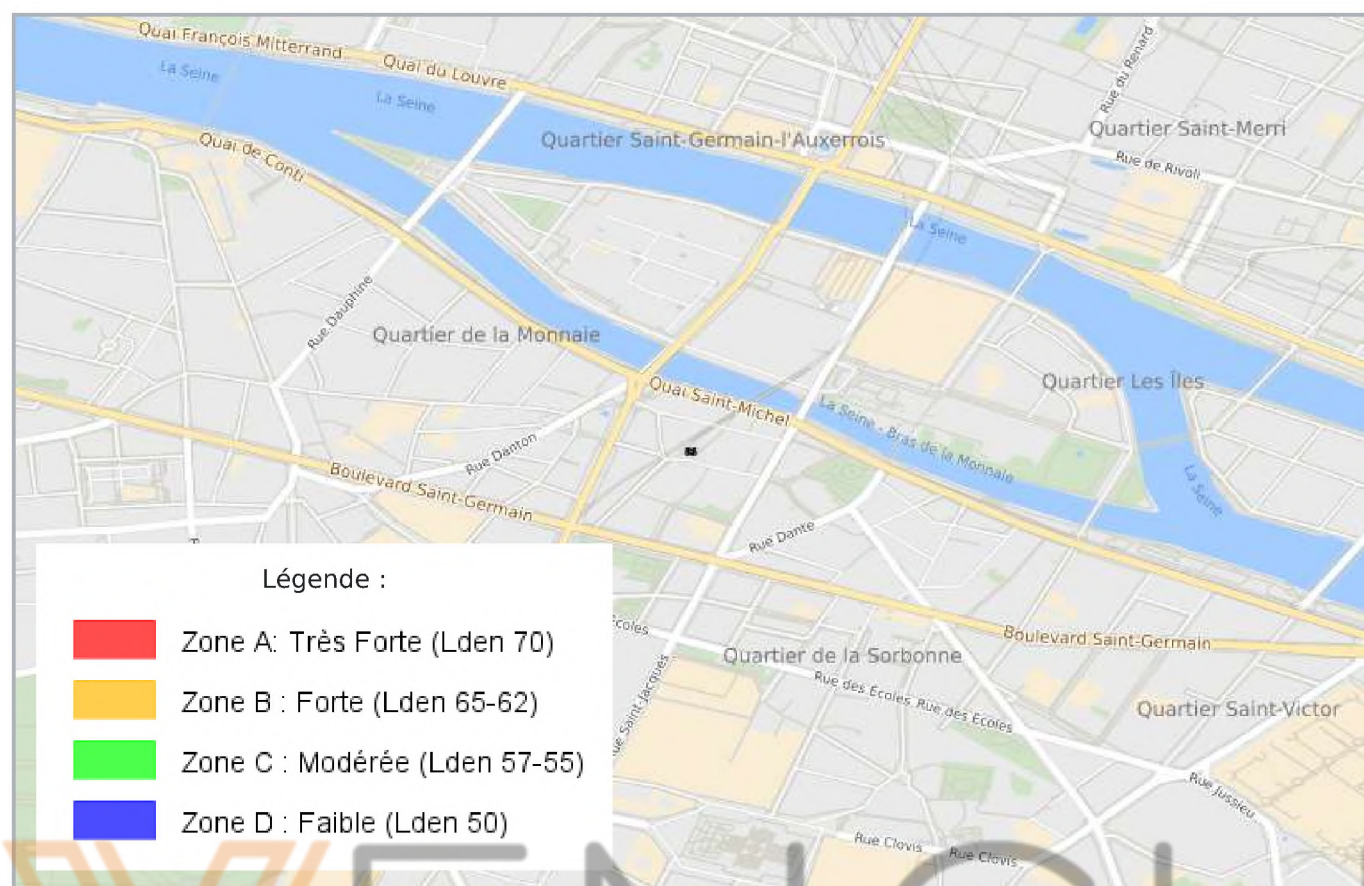 Quai François Mitterrand
Quai du Louvre
La Seine
La Seine
Rue du Renard
Quartier Saint-Merri
Quartier Saint-Germain-l'Auxerrois
Quai de Conti
Rue de Rivoli
La Seine
Rue Dauphine
Quartier de la Monnaie
Quai Saint-Michel
Quartier Les Îles
La Seine - Bras de la Monnaie
Rue Danton
Boulevard Saint-Germain
La Seine
Rue Dante
Légende :
Zone A: Très Forte (Lden 70)
Zone B : Forte (Lden 65-62)
Zone C : Modérée (Lden 57-55)
Zone D : Faible (Lden 50)
Écoles
Boulevard Saint-Germain
Quartier de la Sorbonne
Rue Saint-Jacques
Rue des Écoles
Rue des Écoles
Quartier Saint-Victor
Rue Jussieu
Rue Clovis
Rue Clovis